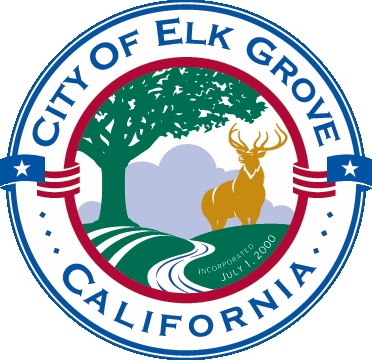 CITY OF ELK GROVE
INCORPORATED
JULY 1, 2000
CALIFORNIA